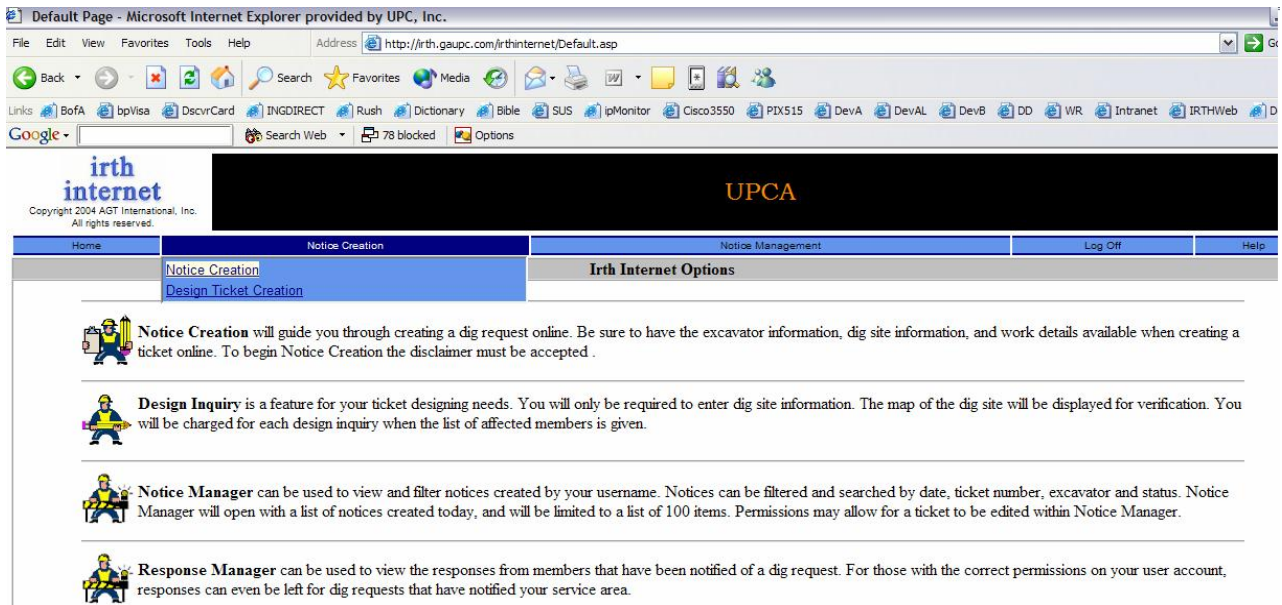 Default Page - Microsoft Internet Explorer provided by UPC, Inc.
File Edit View Favorites Tools Help Address http://irth.gaupc.com/irthinternet/Default.asp
Back Search Favorites Media
Links BofA bpVisa DscvrCard INGDIRECT Rush Dictionary Bible SUS ipMonitor Cisco3550 PIX515 DevA DevAL DevB DD WR Intranet IRTHWeb
Google Search Web 78 blocked Options
irth
internet
Copyright 2004 AGT International, Inc.
All rights reserved.
UPCA
Home Notice Creation Notice Management Log Off Help
Notice Creation
Irth Internet Options
Design Ticket Creation
Notice Creation will guide you through creating a dig request online. Be sure to have the excavator information, dig site information, and work details available when creating a
ticket online. To begin Notice Creation the disclaimer must be accepted .
Design Inquiry is a feature for your ticket designing needs. You will only be required to enter dig site information. The map of the dig site will be displayed for verification. You
will be charged for each design inquiry when the list of affected members is given.
Notice Manager can be used to view and filter notices created by your username. Notices can be filtered and searched by date, ticket number, excavator and status. Notice
Manager will open with a list of notices created today, and will be limited to a list of 100 items. Permissions may allow for a ticket to be edited within Notice Manager.
Response Manager can be used to view the responses from members that have been notified of a dig request. For those with the correct permissions on your user account,
responses can even be left for dig requests that have notified your service area.